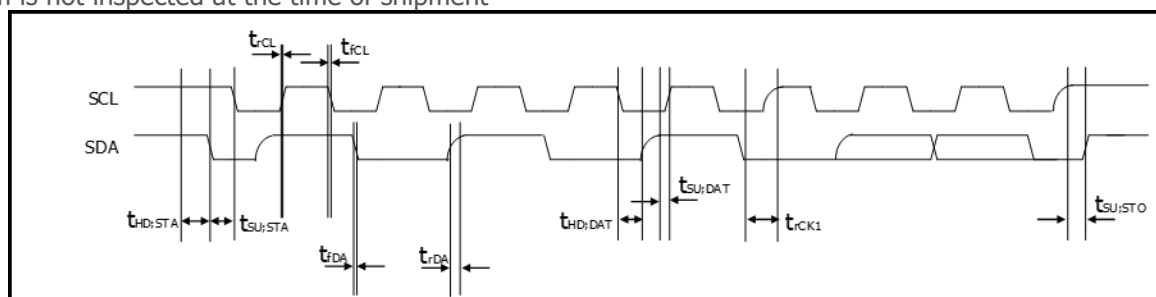 n is not inspected at the time of shipment
trCL tfCL
SCL
SDA
tSU;DAT
tHD;STA tSU;STA tHD;DAT trCK1 tSU;STO
tfDA trDA